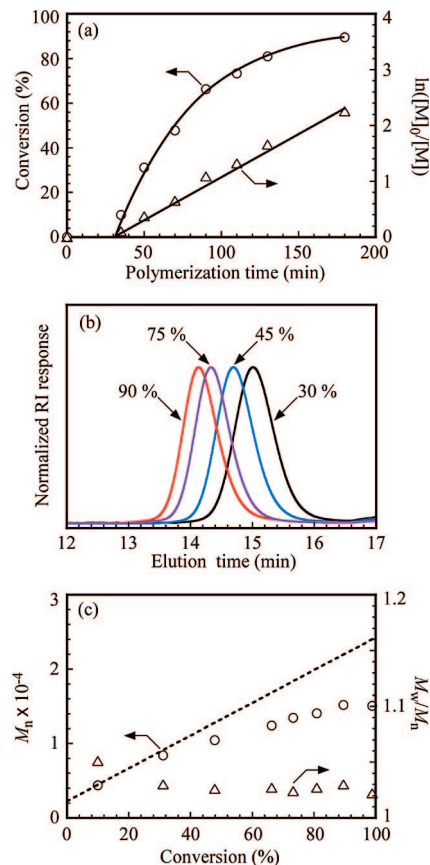 (a)
100
80
60
40
20
0
Conversion (%)
4
3
2
1
0
ln([M]0/[M])
0 50 100 150 200
Polymerization time (min)
(b)
75 % 45 %
90 % 30 %
Normalized RI response
12 13 14 15 16 17
Elution time (min)
(c)
3
2
1
0
Mn x 10-4
1.2
1.10
1
Mw/Mn
0 20 40 60 80 100
Conversion (%)